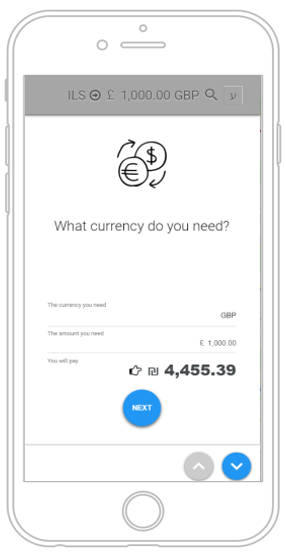 ILS £ 1,000.00 GBP ע
$
€
What currency do you need?
The currency you need
GBP
The amount you need
£ 1,000.00
You will pay
₪ 4,455.39
NEXT